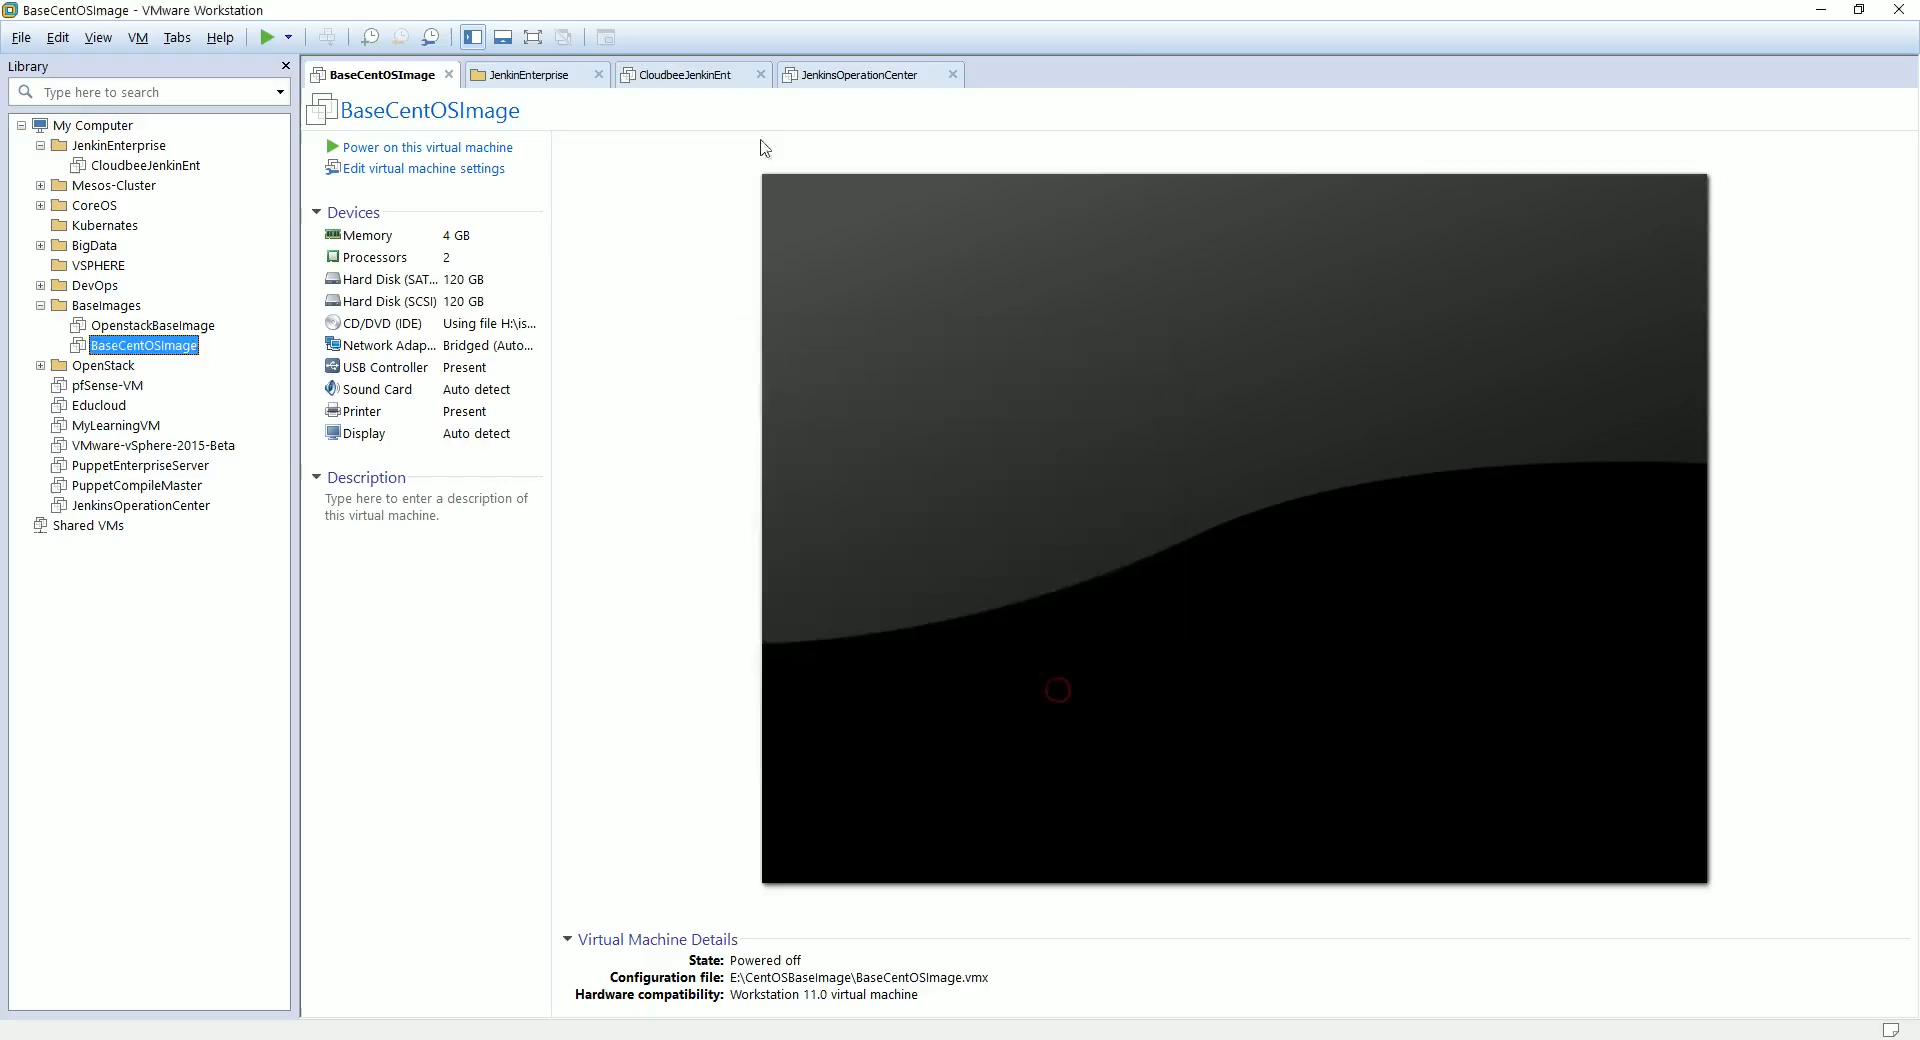 BaseCentOSImage - VMware Workstation
File Edit View VM Tabs Help
Library
Type here to search
My Computer
JenkinEnterprise
CloudbeeJenkinEnt
Mesos-Cluster
CoreOS
Kubernates
BigData
VSPHERE
DevOps
BaseImages
OpenstackBaseImage
BaseCentOSImage
OpenStack
pfSense-VM
Educloud
MyLearningVM
VMware-vSphere-2015-Beta
PuppetEnterpriseServer
PuppetCompileMaster
JenkinsOperationCenter
Shared VMs
BaseCentOSImage JenkinEnterprise CloudbeeJenkinEnt JenkinsOperationCenter
BaseCentOSImage
Power on this virtual machine
Edit virtual machine settings
Devices
Memory 4 GB
Processors 2
Hard Disk (SAT... 120 GB
Hard Disk (SCSI) 120 GB
CD/DVD (IDE) Using file H:\is...
Network Adap... Bridged (Auto...
USB Controller Present
Sound Card Auto detect
Printer Present
Display Auto detect
Description
Type here to enter a description of
this virtual machine.
Virtual Machine Details
State: Powered off
Configuration file: E:\CentOSBaseImage\BaseCentOSImage.vmx
Hardware compatibility: Workstation 11.0 virtual machine